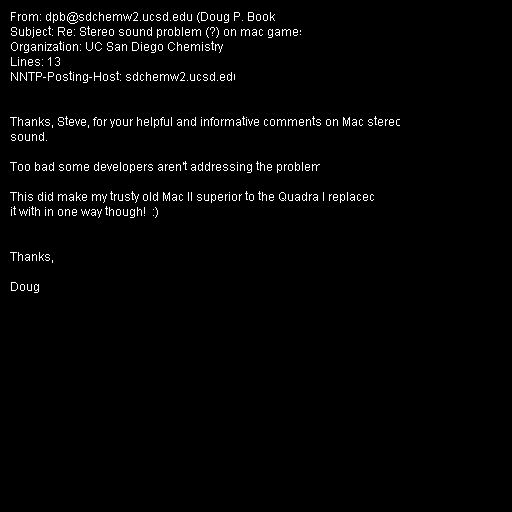 From: dpb@sdchemw2.ucsd.edu (Doug P. Book
Subject: Re: Stereo sound problem (?) on mac games
Organization: UC San Diego Chemistry
Lines: 13
NNTP-Posting-Host: sdchemw2.ucsd.edu
Thanks, Steve, for your helpful and informative comments on Mac stereo
sound.
Too bad some developers aren't addressing the problem
This did make my trusty old Mac II superior to the Quadra I replaced
it with in one way though!  :)
Thanks,
Doug